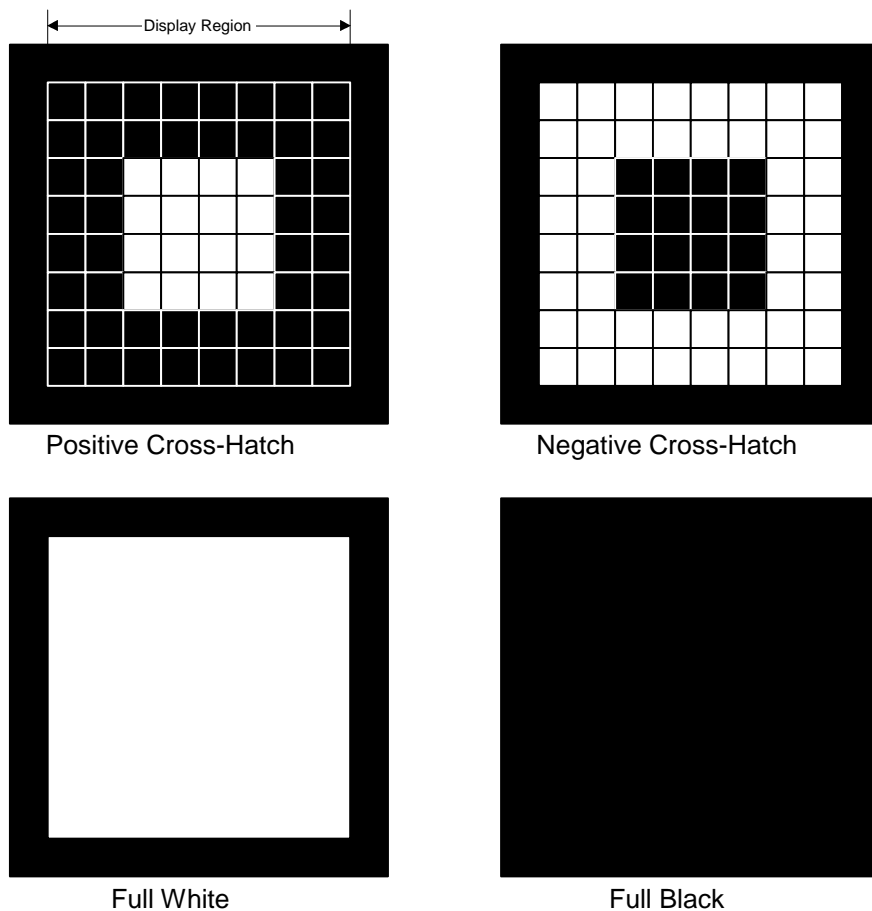 Display Region
Positive Cross-Hatch
Negative Cross-Hatch
Full White
Full Black